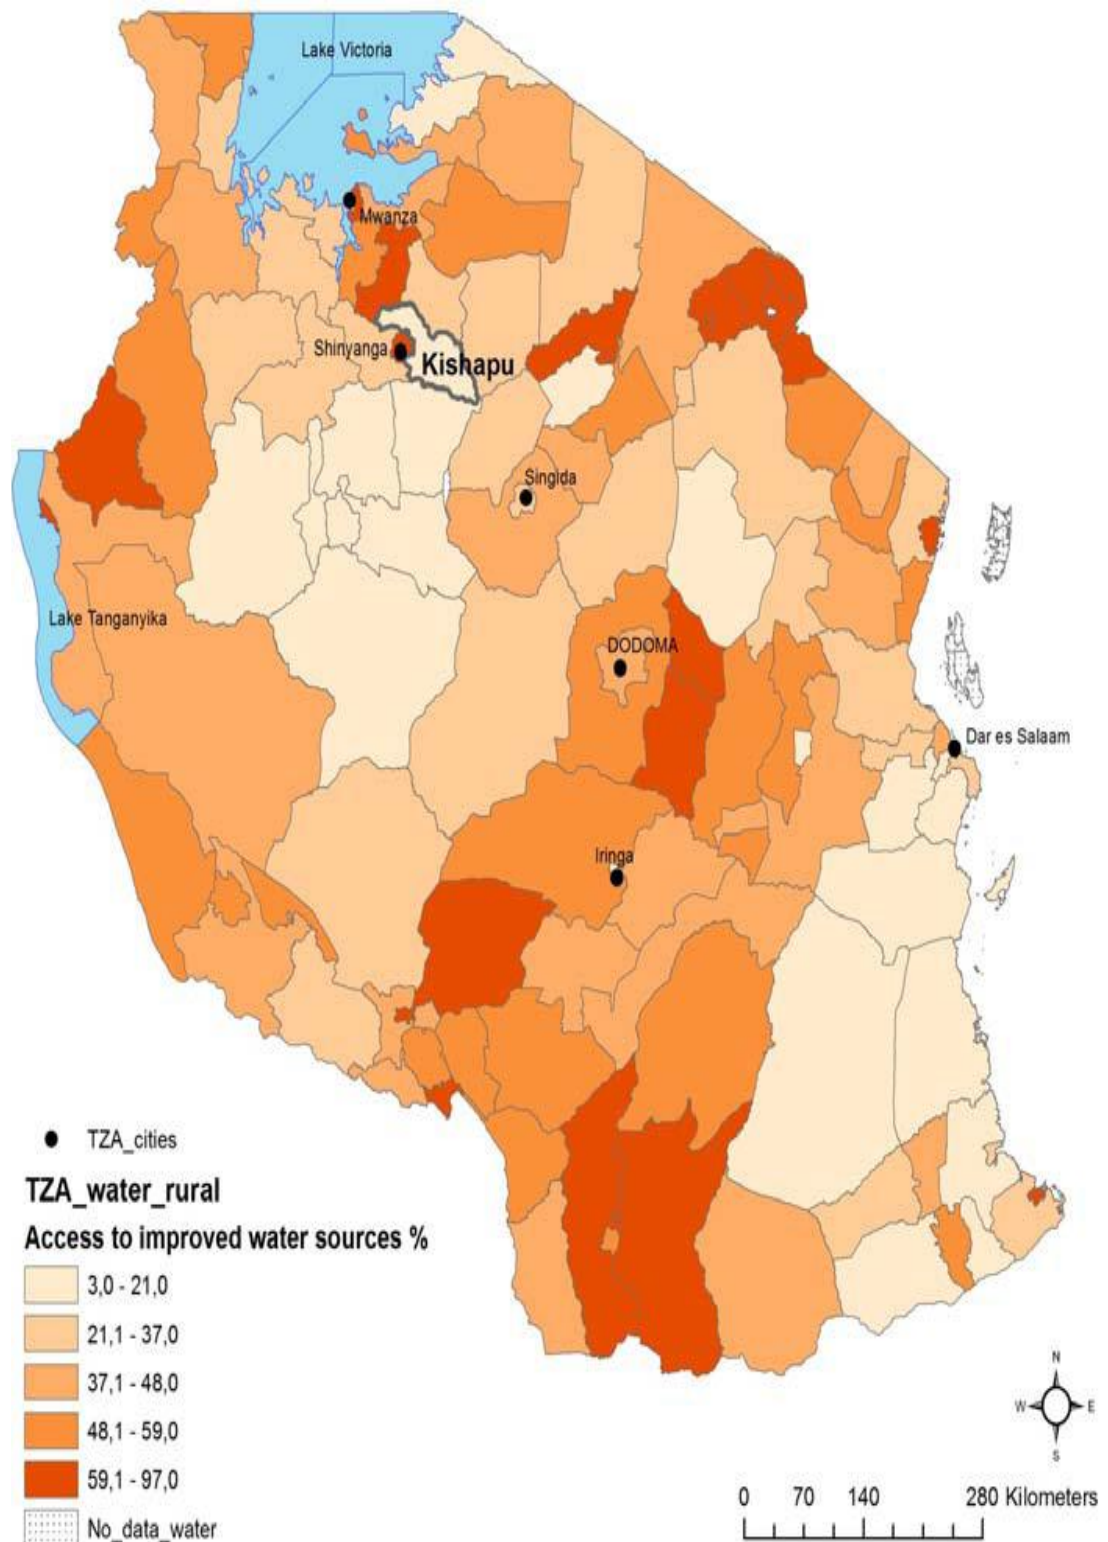 Lake Victoria
Mwanza
Shinyanga
Kishapu
Singida
Lake Tanganyika
DODOMA
Dar es Salaam
Iringa
TZA_cities
TZA_water_rural
Access to improved water sources %
3,0 - 21,0
21,1 - 37,0
37,1 - 48,0
48,1 - 59,0
59,1 - 97,0
No_data_water
N
W E
S
0 70 140 280 Kilometers